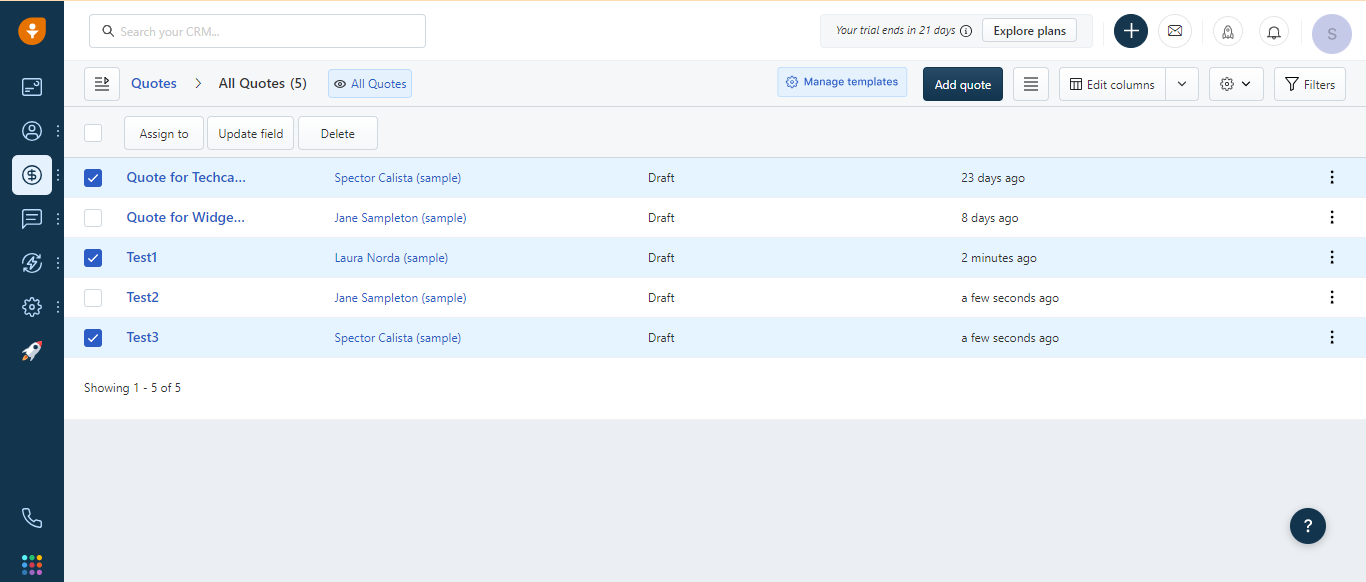 Search your CRM...
Your trial ends in 21 days
Explore plans
S
Quotes
All Quotes (5)
All Quotes
Manage templates
Add quote
Edit columns
Filters
Assign to
Update field
Delete
Quote for Techca... Spector Calista (sample) Draft 23 days ago
Quote for Widge... Jane Sampleton (sample) Draft 8 days ago
Test1 Laura Norda (sample) Draft 2 minutes ago
Test2 Jane Sampleton (sample) Draft a few seconds ago
Test3 Spector Calista (sample) Draft a few seconds ago
Showing 1 - 5 of 5
?